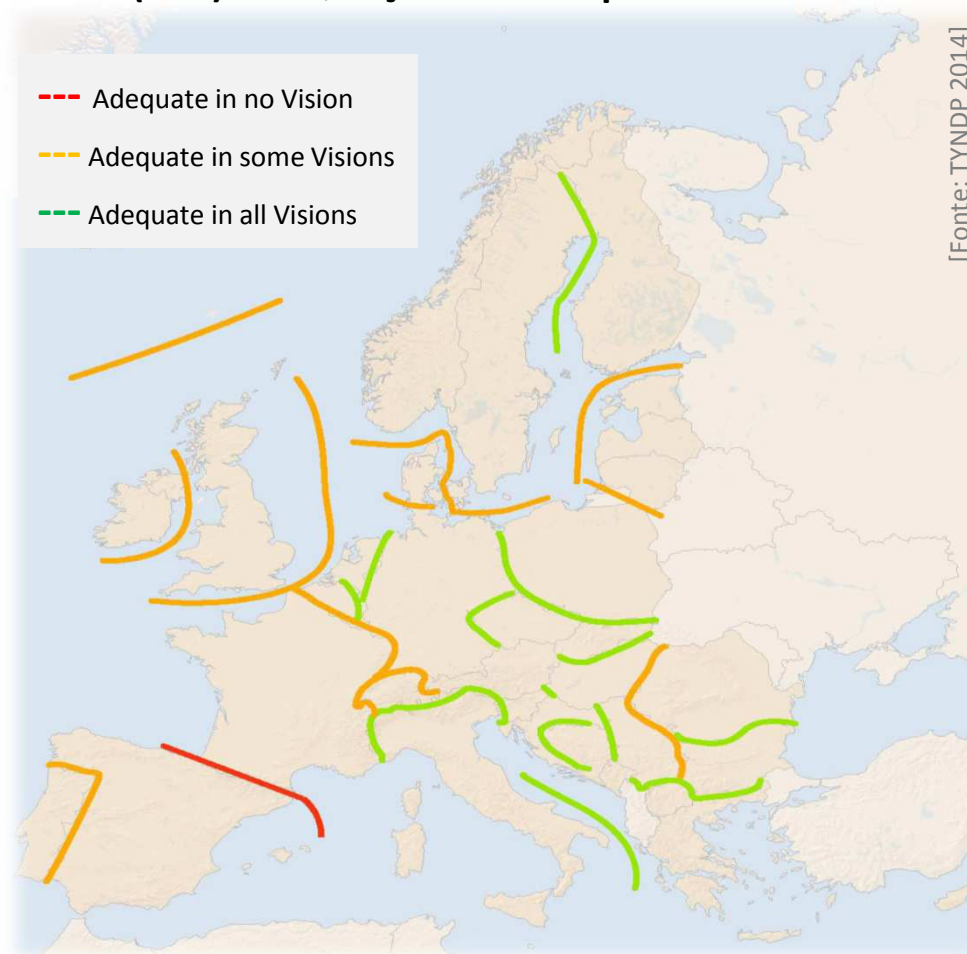 Adequate in no Vision
Adequate in some Visions
Adequate in all Visions
[Fonte: TYNDP 2014]